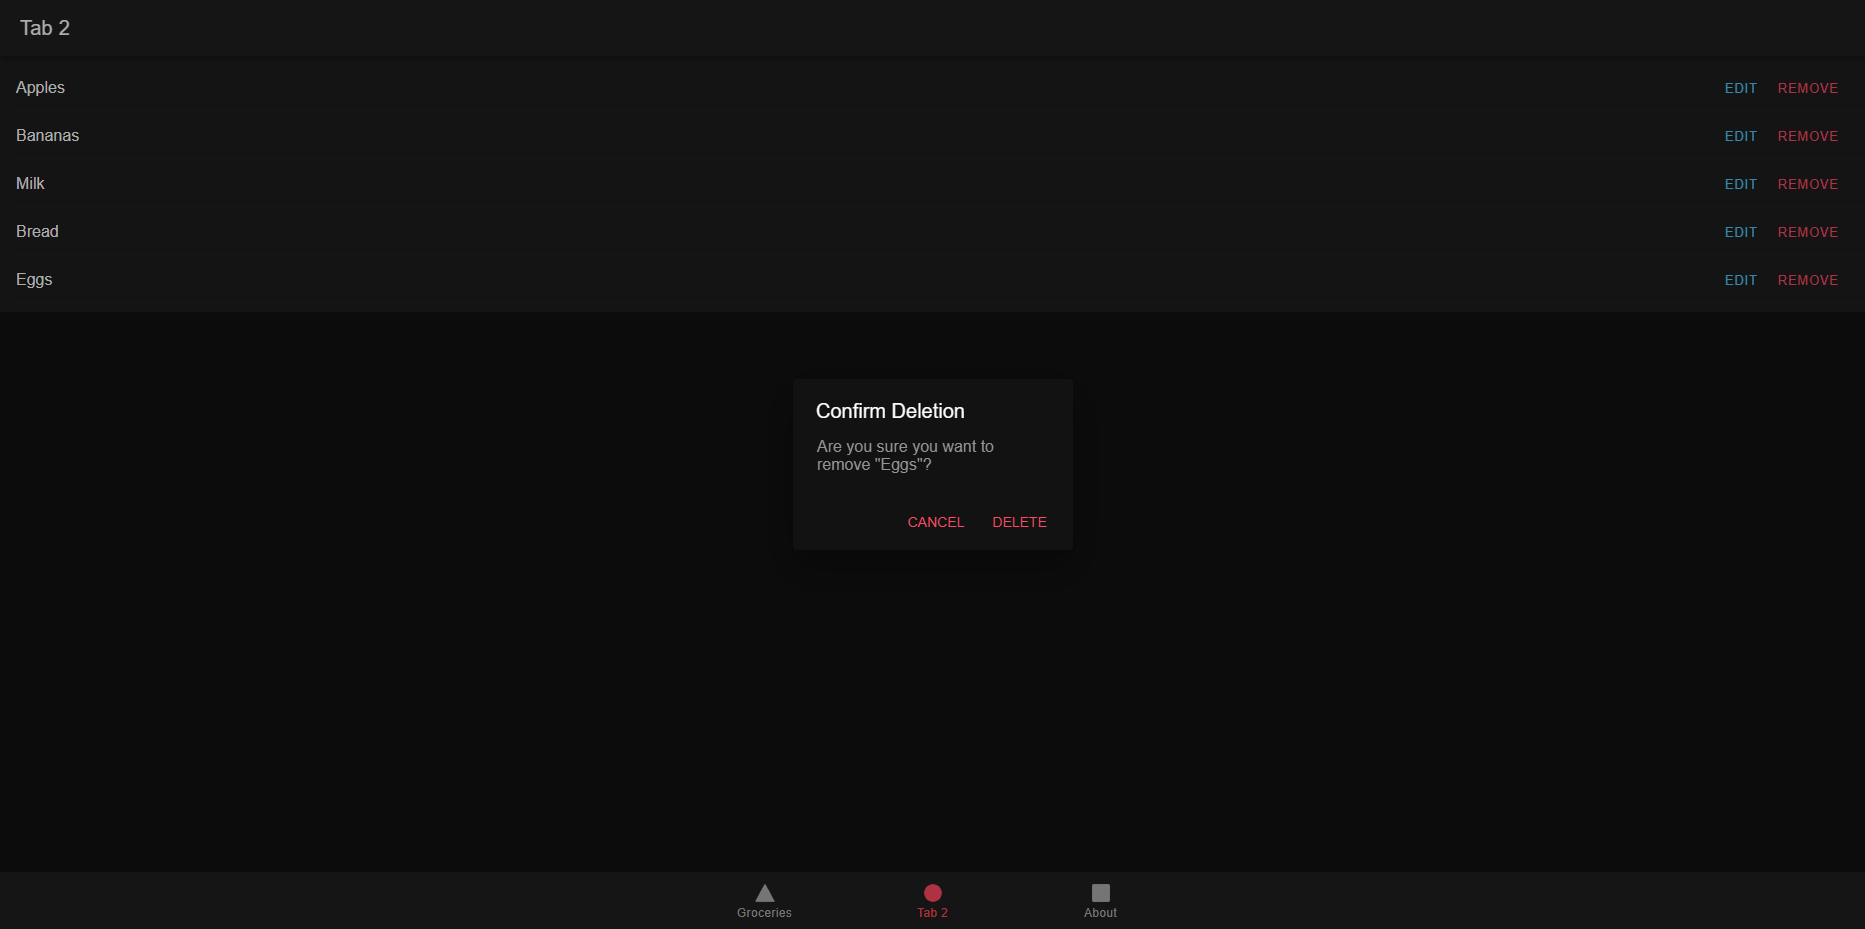 Tab 2
Apples EDIT REMOVE
Bananas EDIT REMOVE
Milk EDIT REMOVE
Bread EDIT REMOVE
Eggs EDIT REMOVE
Confirm Deletion
Are you sure you want to
remove "Eggs"?
CANCEL DELETE
Groceries Tab 2 About